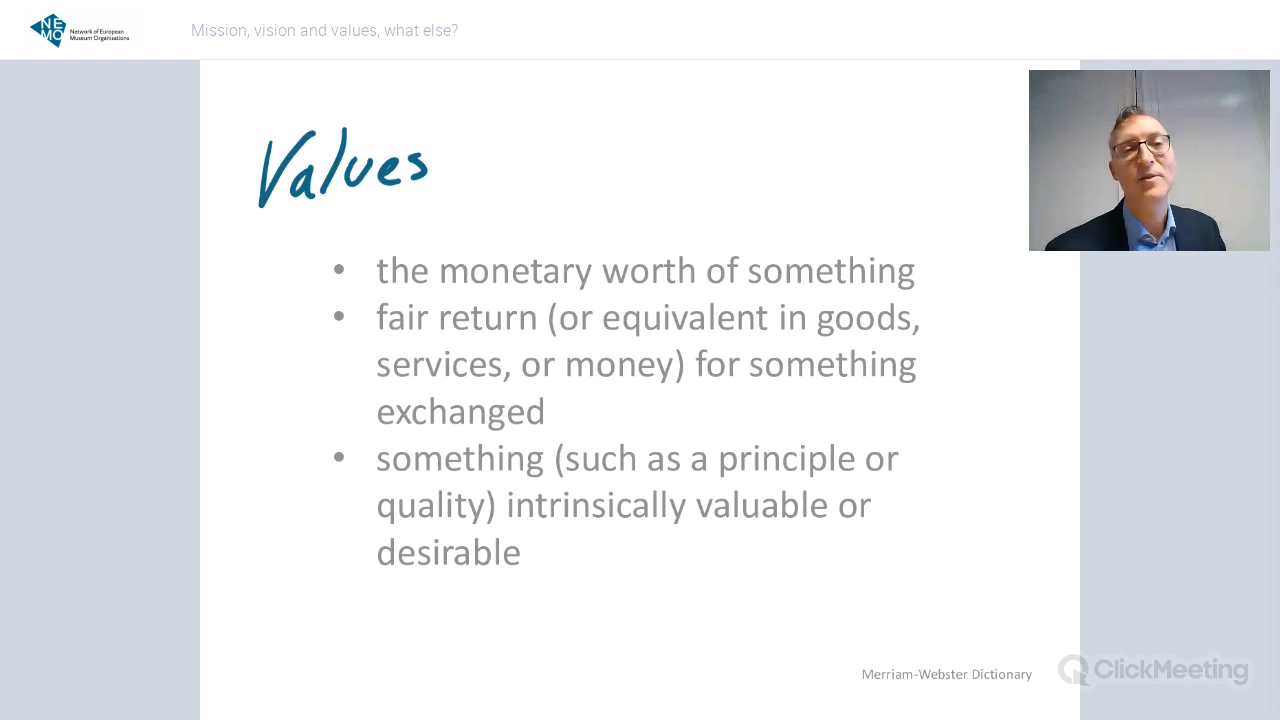 NE
MO
Network of European
Museum Organisations
Mission, vision and values, what else?
Values
• the monetary worth of something
• fair return (or equivalent in goods,
services, or money) for something
exchanged
• something (such as a principle or
quality) intrinsically valuable or
desirable
Merriam-Webster Dictionary
ClickMeeting